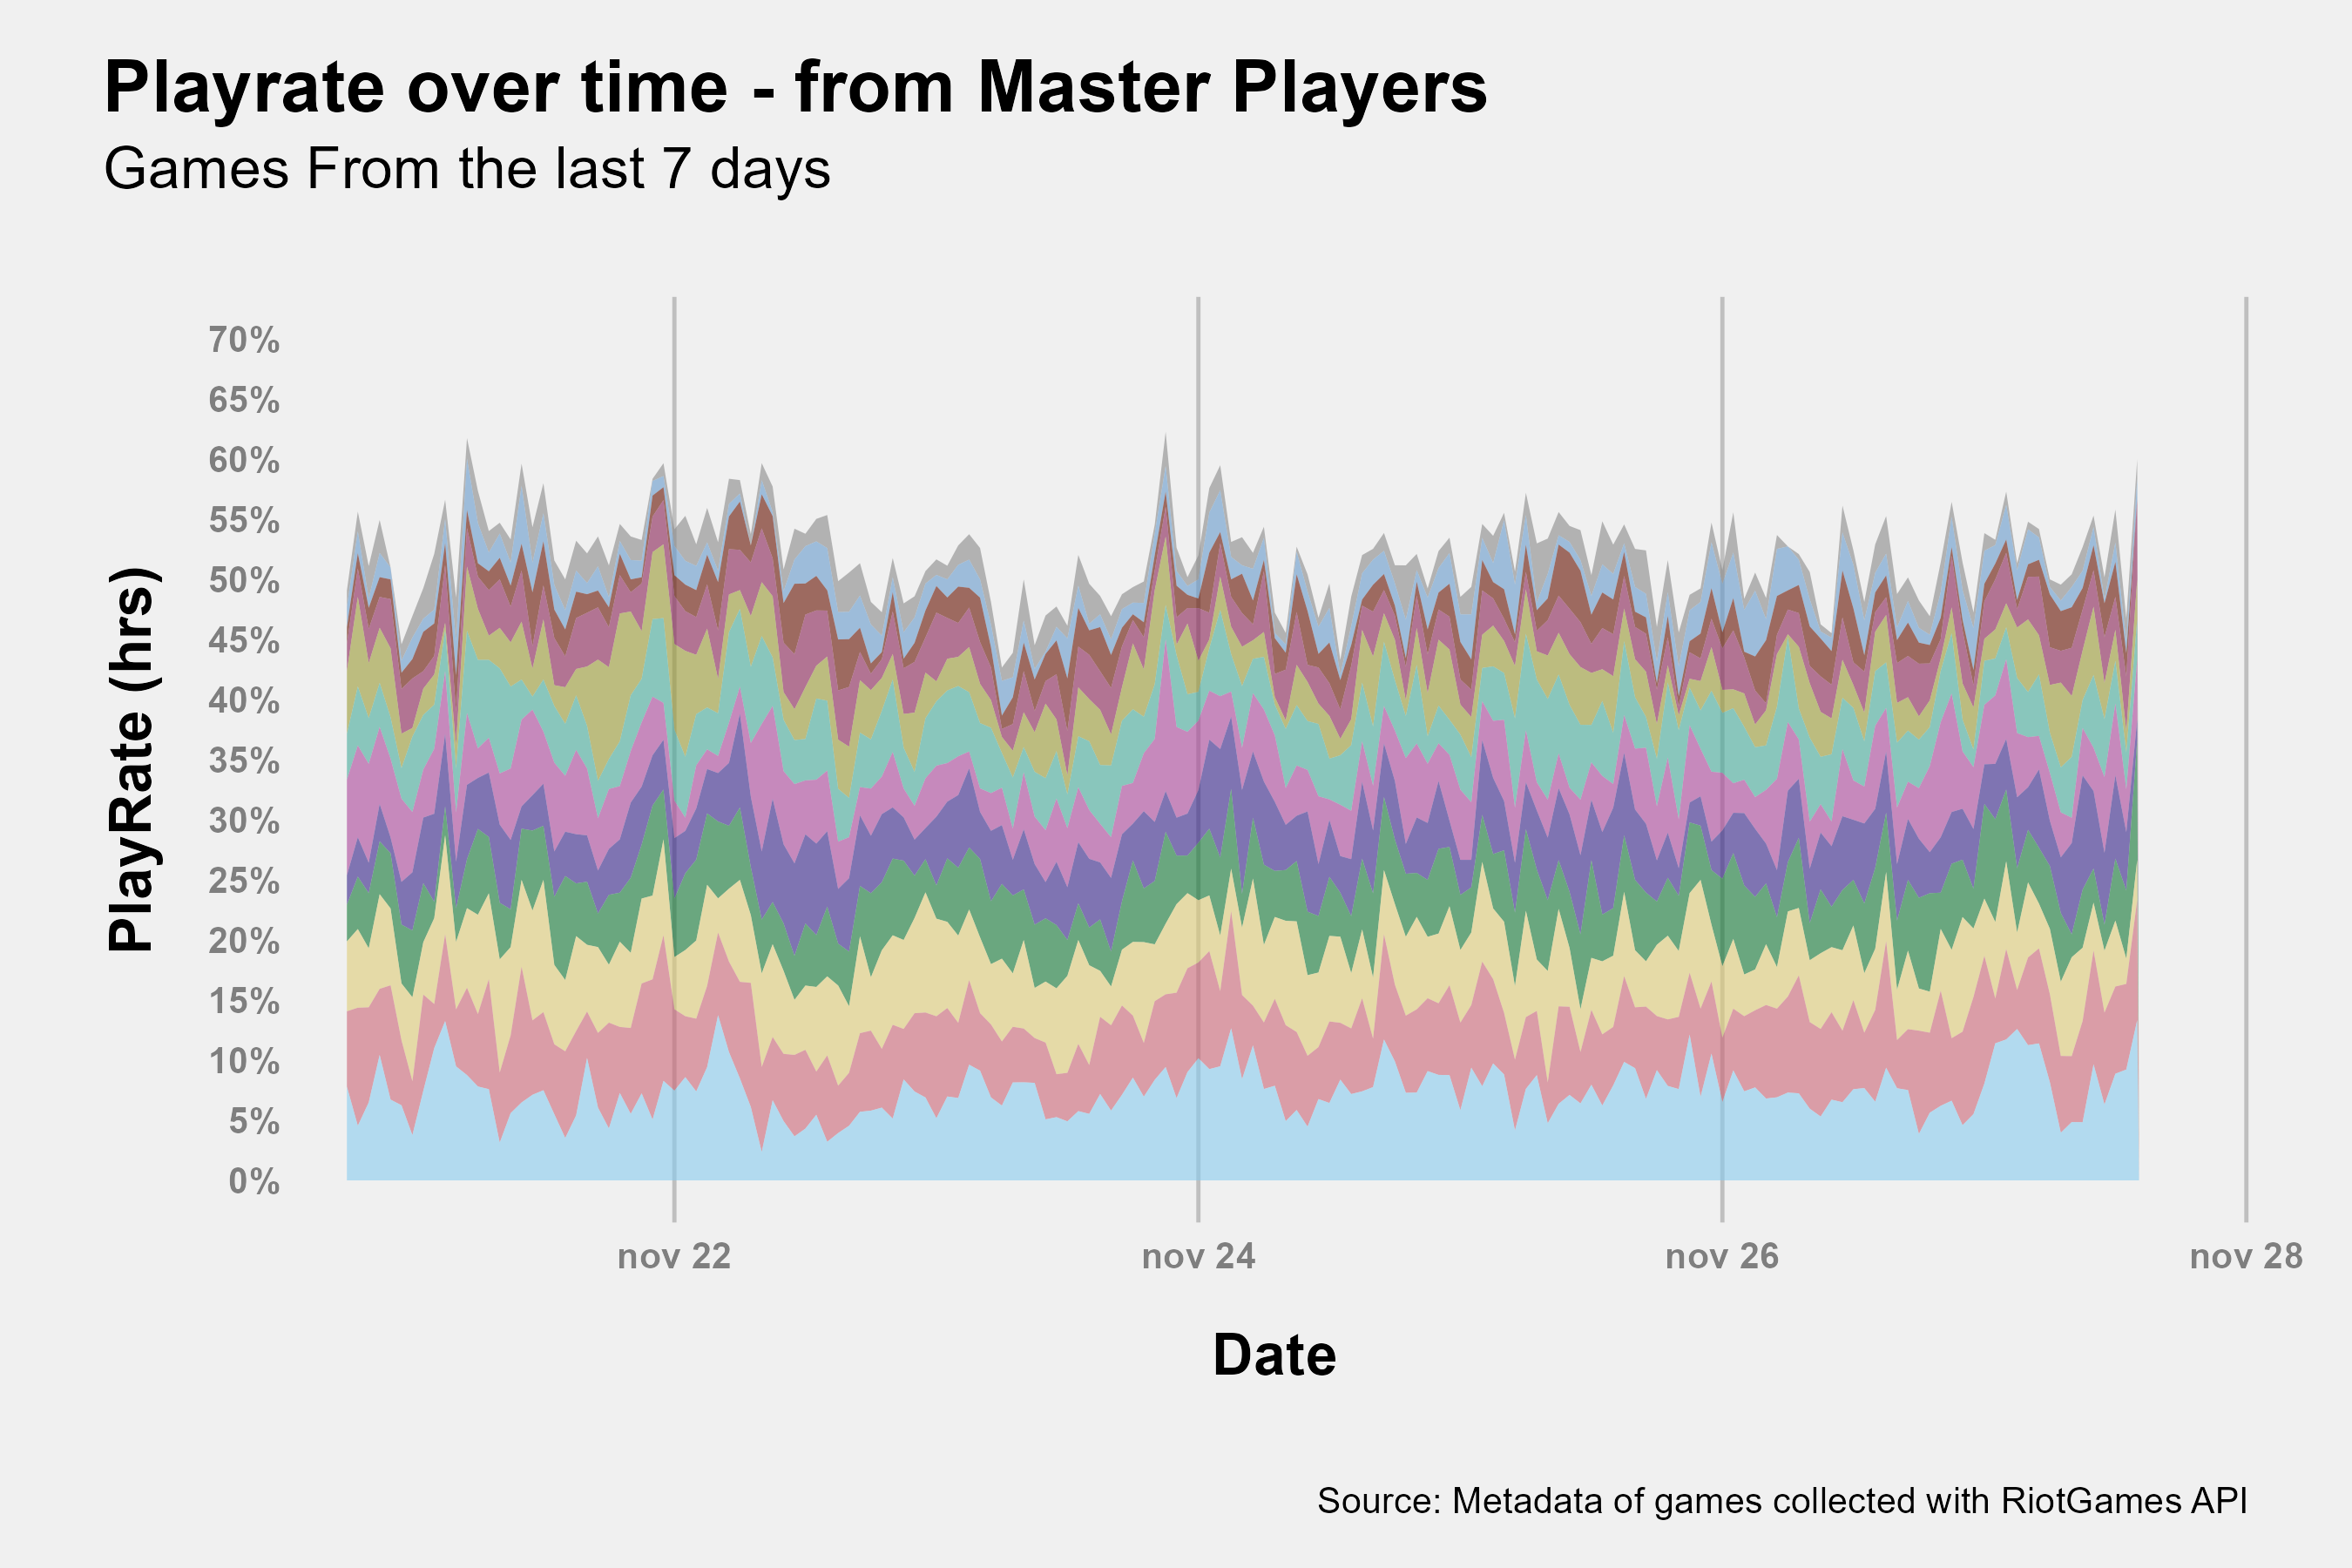 Playrate over time - from Master Players
Games From the last 7 days
70%
65%
60%
55%
50%
45%
40%
35%
30%
25%
20%
15%
10%
5%
0%
PlayRate (hrs)
nov 22 nov 24 nov 26 nov 28
Date
Source: Metadata of games collected with RiotGames API